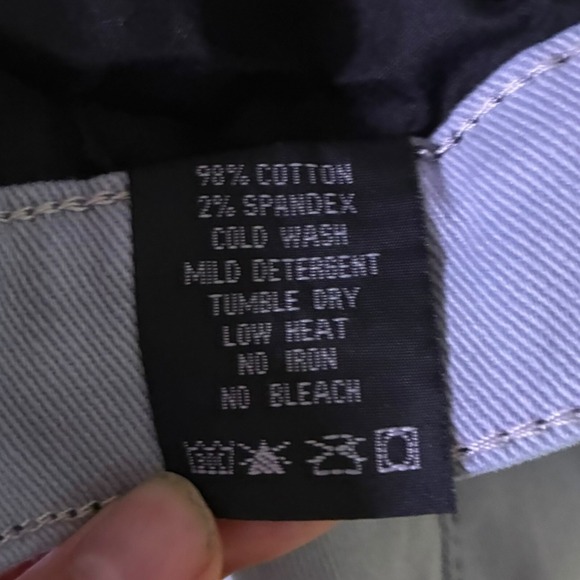 98% COTTON
2% SPANDEX
COLD WASH
MILD DETERGENT
TUMBLE DRY
LOW HEAT
NO IRON
NO BLEACH